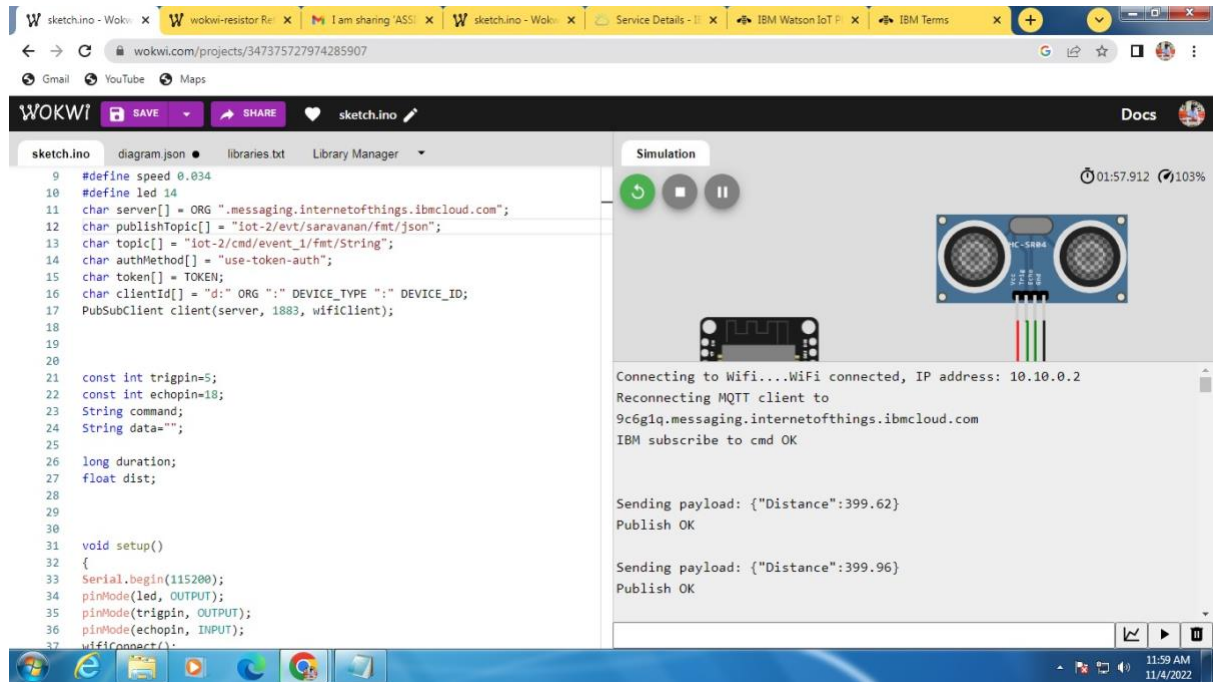 sketch.ino - Wokw
wokwi-resistor Ref
I am sharing 'ASSI
sketch.ino - Wokw
Service Details - I
IBM Watson IoT Pl
IBM Terms
wokwi.com/projects/347375727974285907
Gmail YouTube Maps
WOKWI SAVE SHARE sketch.ino Docs
sketch.ino diagram.json ● libraries.txt Library Manager
9 #define speed 0.034
10 #define led 14
11 char server[] = ORG ".messaging.internetofthings.ibmcloud.com";
12 char publishTopic[] = "iot-2/evt/saravanan/fmt/json";
13 char topic[] = "iot-2/cmd/event_1/fmt/String";
14 char authMethod[] = "use-token-auth";
15 char token[] = TOKEN;
16 char clientId[] = "d:" ORG ":" DEVICE_TYPE ":" DEVICE_ID;
17 PubSubClient client(server, 1883, wifiClient);
18
19
20
21 const int trigpin=5;
22 const int echopin=18;
23 String command;
24 String data="";
25
26 long duration;
27 float dist;
28
29
30
31 void setup()
32 {
33 Serial.begin(115200);
34 pinMode(led, OUTPUT);
35 pinMode(trigpin, OUTPUT);
36 pinMode(echopin, INPUT);
37 wifiConnect();
Simulation
01:57.912 103%
HC-SR04
Vcc
Trig
Echo
Gnd
Connecting to Wifi....WiFi connected, IP address: 10.10.0.2
Reconnecting MQTT client to
9c6g1q.messaging.internetofthings.ibmcloud.com
IBM subscribe to cmd OK
Sending payload: {"Distance":399.62}
Publish OK
Sending payload: {"Distance":399.96}
Publish OK
11:59 AM
11/4/2022